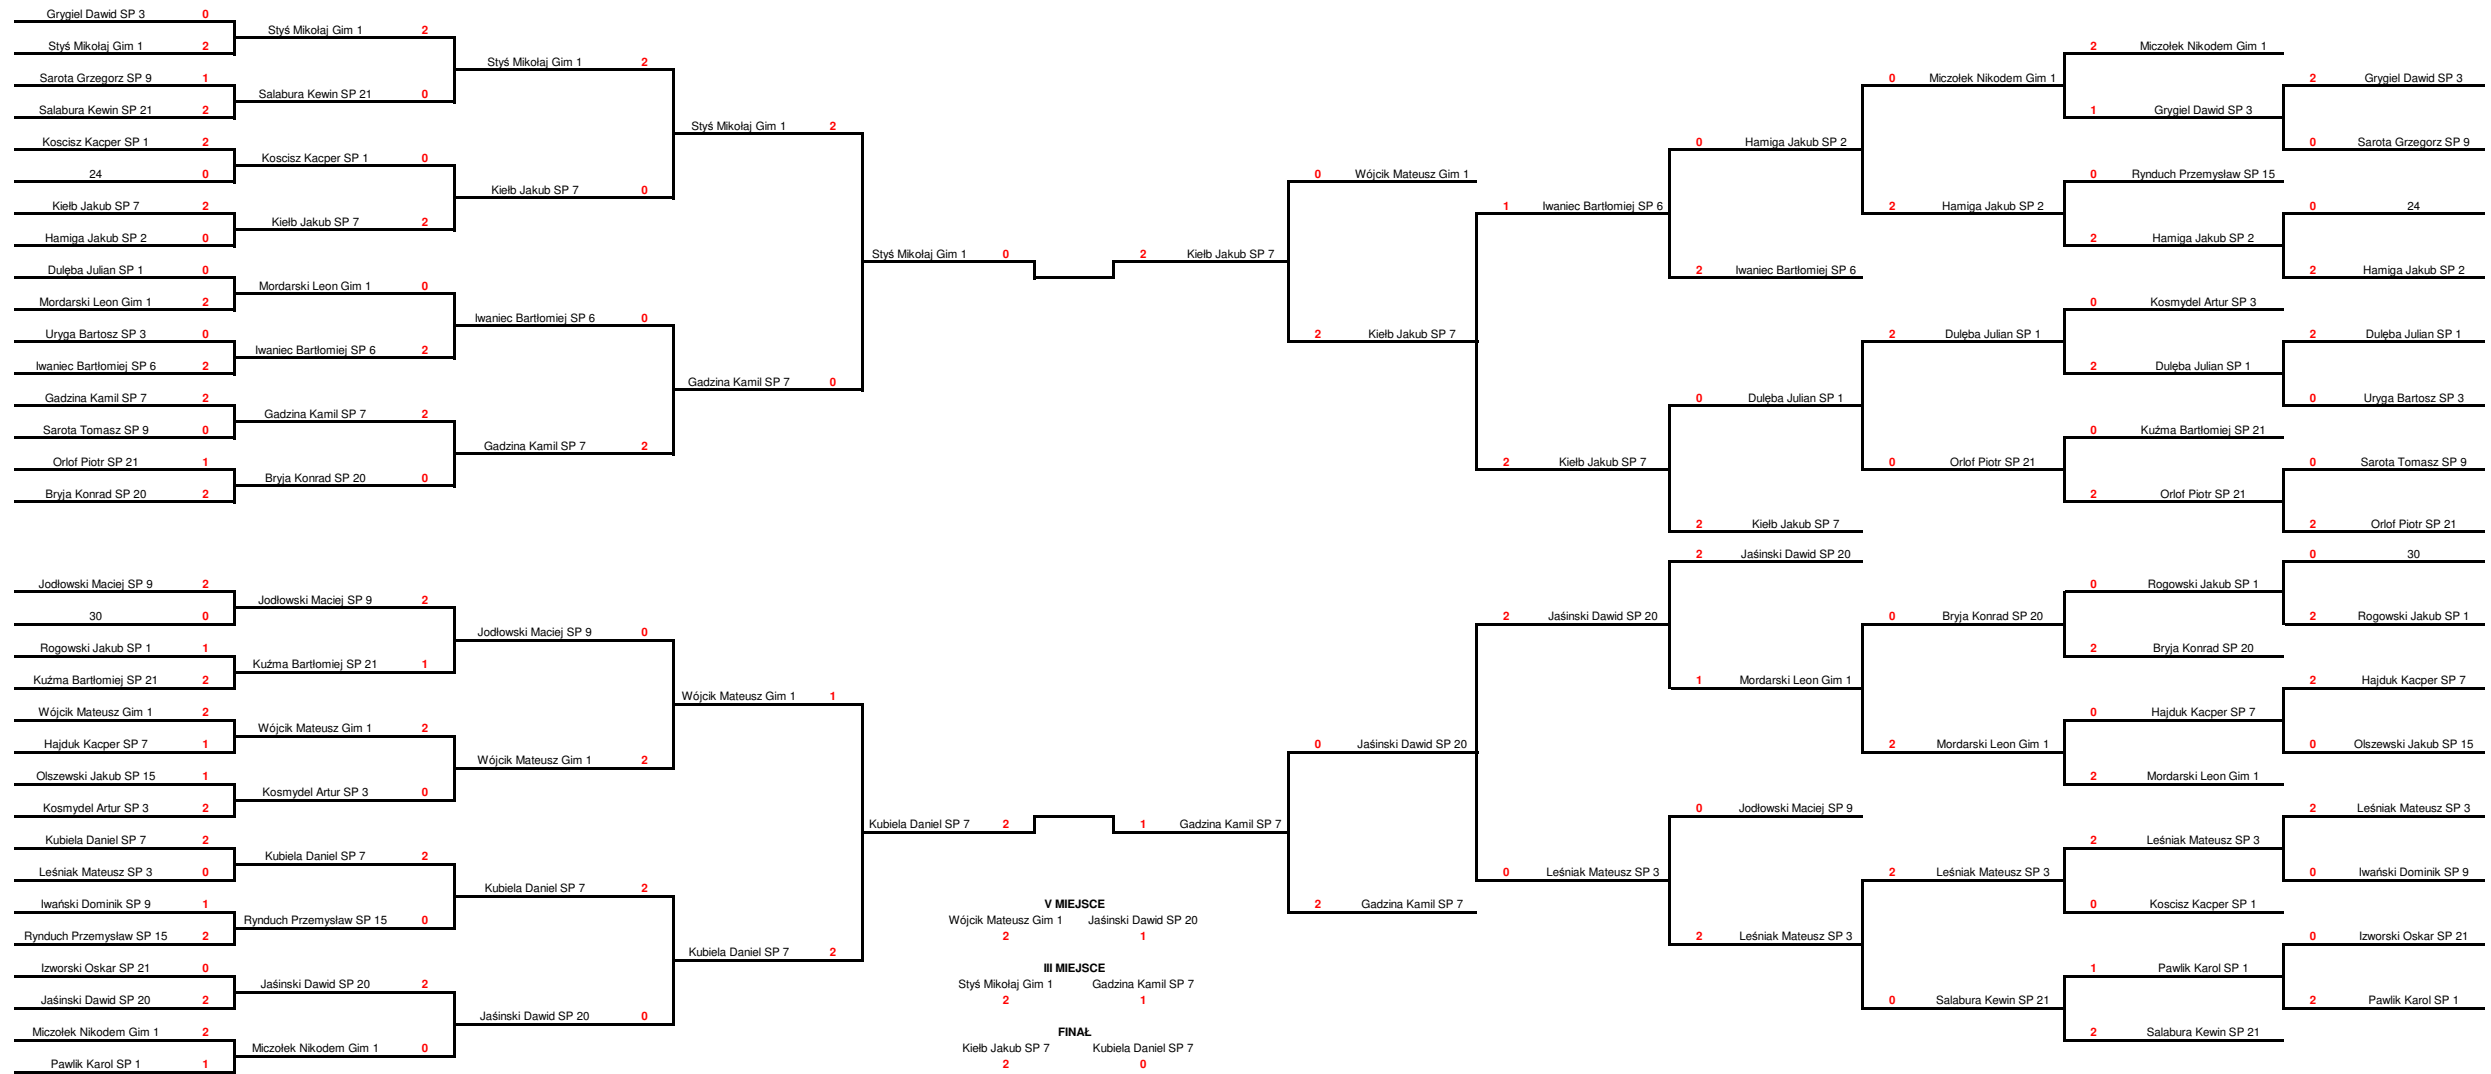 Grygiel Dawid SP 3 0
Styś Mikołaj Gim 1 2
Sarota Grzegorz SP 9 1
Salabura Kewin SP 21 2
Koscisz Kacper SP 1 2
24 0
Kiełb Jakub SP 7 2
Hamiga Jakub SP 2 0
Dulęba Julian SP 1 0
Mordarski Leon Gim 1 2
Uryga Bartosz SP 3 0
Iwaniec Bartłomiej SP 6 2
Gadzina Kamil SP 7 2
Sarota Tomasz SP 9 0
Orlof Piotr SP 21 1
Bryja Konrad SP 20 2
Jodłowski Maciej SP 9 2
30 0
Rogowski Jakub SP 1 1
Kuźma Bartłomiej SP 21 2
Wójcik Mateusz Gim 1 2
Hajduk Kacper SP 7 1
Olszewski Jakub SP 15 1
Kosmydel Artur SP 3 2
Kubiela Daniel SP 7 2
Leśniak Mateusz SP 3 0
Iwański Dominik SP 9 1
Rynduch Przemysław SP 15 2
Izworski Oskar SP 21 0
Jaśinski Dawid SP 20 2
Miczołek Nikodem Gim 1 2
Pawlik Karol SP 1 1
Styś Mikołaj Gim 1 2
Salabura Kewin SP 21 0
Koscisz Kacper SP 1 0
Kiełb Jakub SP 7 2
Mordarski Leon Gim 1 0
Iwaniec Bartłomiej SP 6 2
Gadzina Kamil SP 7 2
Bryja Konrad SP 20 0
Jodłowski Maciej SP 9 2
Kuźma Bartłomiej SP 21 1
Wójcik Mateusz Gim 1 2
Kosmydel Artur SP 3 0
Kubiela Daniel SP 7 2
Rynduch Przemysław SP 15 0
Jaśinski Dawid SP 20 2
Miczołek Nikodem Gim 1 0
Styś Mikołaj Gim 1 2
Kiełb Jakub SP 7 0
Iwaniec Bartłomiej SP 6 0
Gadzina Kamil SP 7 2
Jodłowski Maciej SP 9 0
Wójcik Mateusz Gim 1 2
Kubiela Daniel SP 7 2
Jaśinski Dawid SP 20 0
Styś Mikołaj Gim 1 2
Gadzina Kamil SP 7 0
Wójcik Mateusz Gim 1 1
Kubiela Daniel SP 7 2
Styś Mikołaj Gim 1 0
Kubiela Daniel SP 7 2
2 Kiełb Jakub SP 7
1 Gadzina Kamil SP 7
V MIEJSCE
Wójcik Mateusz Gim 1 Jaśinski Dawid SP 20
2 1
III MIEJSCE
Styś Mikołaj Gim 1 Gadzina Kamil SP 7
2 1
FINAŁ
Kiełb Jakub SP 7 Kubiela Daniel SP 7
2 0
0 Wójcik Mateusz Gim 1
2 Kiełb Jakub SP 7
0 Jaśinski Dawid SP 20
2 Gadzina Kamil SP 7
1 Iwaniec Bartłomiej SP 6
2 Kiełb Jakub SP 7
2 Jaśinski Dawid SP 20
0 Leśniak Mateusz SP 3
0 Hamiga Jakub SP 2
2 Iwaniec Bartłomiej SP 6
0 Dulęba Julian SP 1
2 Kiełb Jakub SP 7
2 Jaśinski Dawid SP 20
1 Mordarski Leon Gim 1
0 Jodłowski Maciej SP 9
2 Leśniak Mateusz SP 3
0 Miczołek Nikodem Gim 1
2 Hamiga Jakub SP 2
2 Dulęba Julian SP 1
0 Orlof Piotr SP 21
0 Bryja Konrad SP 20
2 Mordarski Leon Gim 1
2 Leśniak Mateusz SP 3
0 Salabura Kewin SP 21
2 Miczołek Nikodem Gim 1
1 Grygiel Dawid SP 3
0 Rynduch Przemysław SP 15
2 Hamiga Jakub SP 2
0 Kosmydel Artur SP 3
2 Dulęba Julian SP 1
0 Kuźma Bartłomiej SP 21
2 Orlof Piotr SP 21
0 Rogowski Jakub SP 1
2 Bryja Konrad SP 20
0 Hajduk Kacper SP 7
2 Mordarski Leon Gim 1
2 Leśniak Mateusz SP 3
0 Koscisz Kacper SP 1
1 Pawlik Karol SP 1
2 Salabura Kewin SP 21
2 Grygiel Dawid SP 3
0 Sarota Grzegorz SP 9
0 24
2 Hamiga Jakub SP 2
2 Dulęba Julian SP 1
0 Uryga Bartosz SP 3
0 Sarota Tomasz SP 9
2 Orlof Piotr SP 21
0 30
2 Rogowski Jakub SP 1
2 Hajduk Kacper SP 7
0 Olszewski Jakub SP 15
2 Leśniak Mateusz SP 3
0 Iwański Dominik SP 9
0 Izworski Oskar SP 21
2 Pawlik Karol SP 1